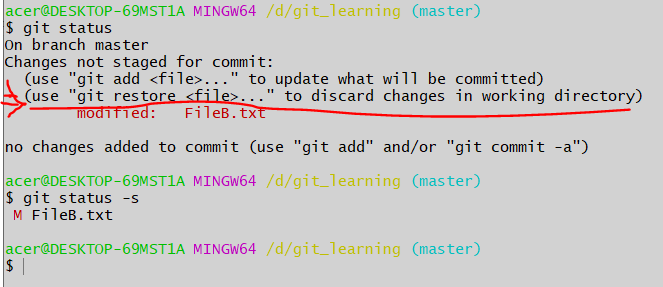 acer@DESKTOP-69MST1A MINGW64 /d/git_learning (master)
$ git status
On branch master
Changes not staged for commit:
  (use "git add <file>..." to update what will be committed)
  (use "git restore <file>..." to discard changes in working directory)
        modified:   FileB.txt

no changes added to commit (use "git add" and/or "git commit -a")

acer@DESKTOP-69MST1A MINGW64 /d/git_learning (master)
$ git status -s
 M FileB.txt

acer@DESKTOP-69MST1A MINGW64 /d/git_learning (master)
$